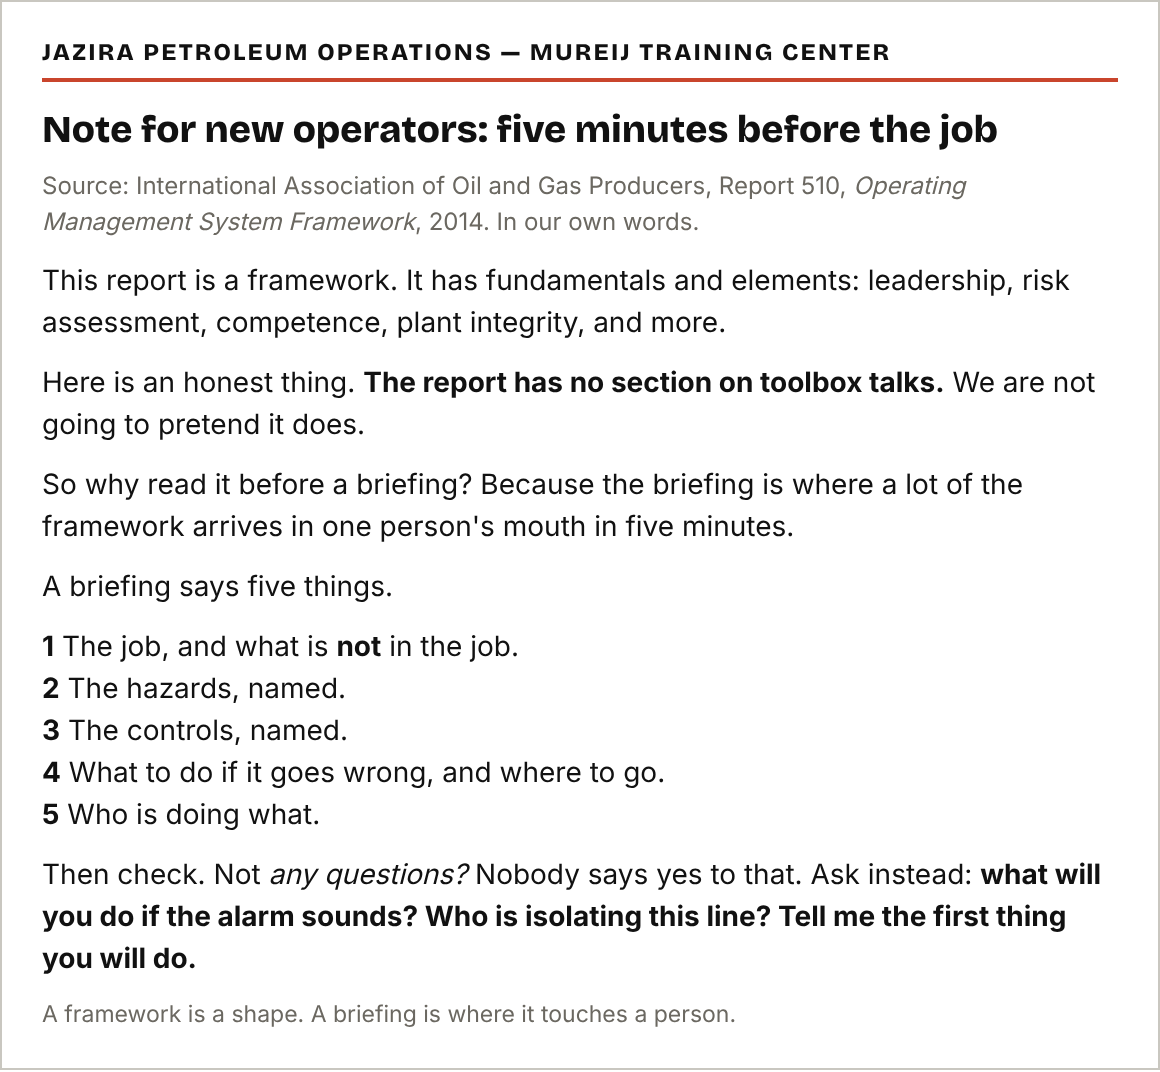 JAZIRA PETROLEUM OPERATIONS — MUREIJ TRAINING CENTER
Note for new operators: five minutes before the job
Source: International Association of Oil and Gas Producers, Report 510, Operating
Management System Framework, 2014. In our own words.
This report is a framework. It has fundamentals and elements: leadership, risk
assessment, competence, plant integrity, and more.
Here is an honest thing. The report has no section on toolbox talks. We are not
going to pretend it does.
So why read it before a briefing? Because the briefing is where a lot of the
framework arrives in one person's mouth in five minutes.
A briefing says five things.
1 The job, and what is not in the job.
2 The hazards, named.
3 The controls, named.
4 What to do if it goes wrong, and where to go.
5 Who is doing what.
Then check. Not any questions? Nobody says yes to that. Ask instead: what will
you do if the alarm sounds? Who is isolating this line? Tell me the first thing
you will do.
A framework is a shape. A briefing is where it touches a person.